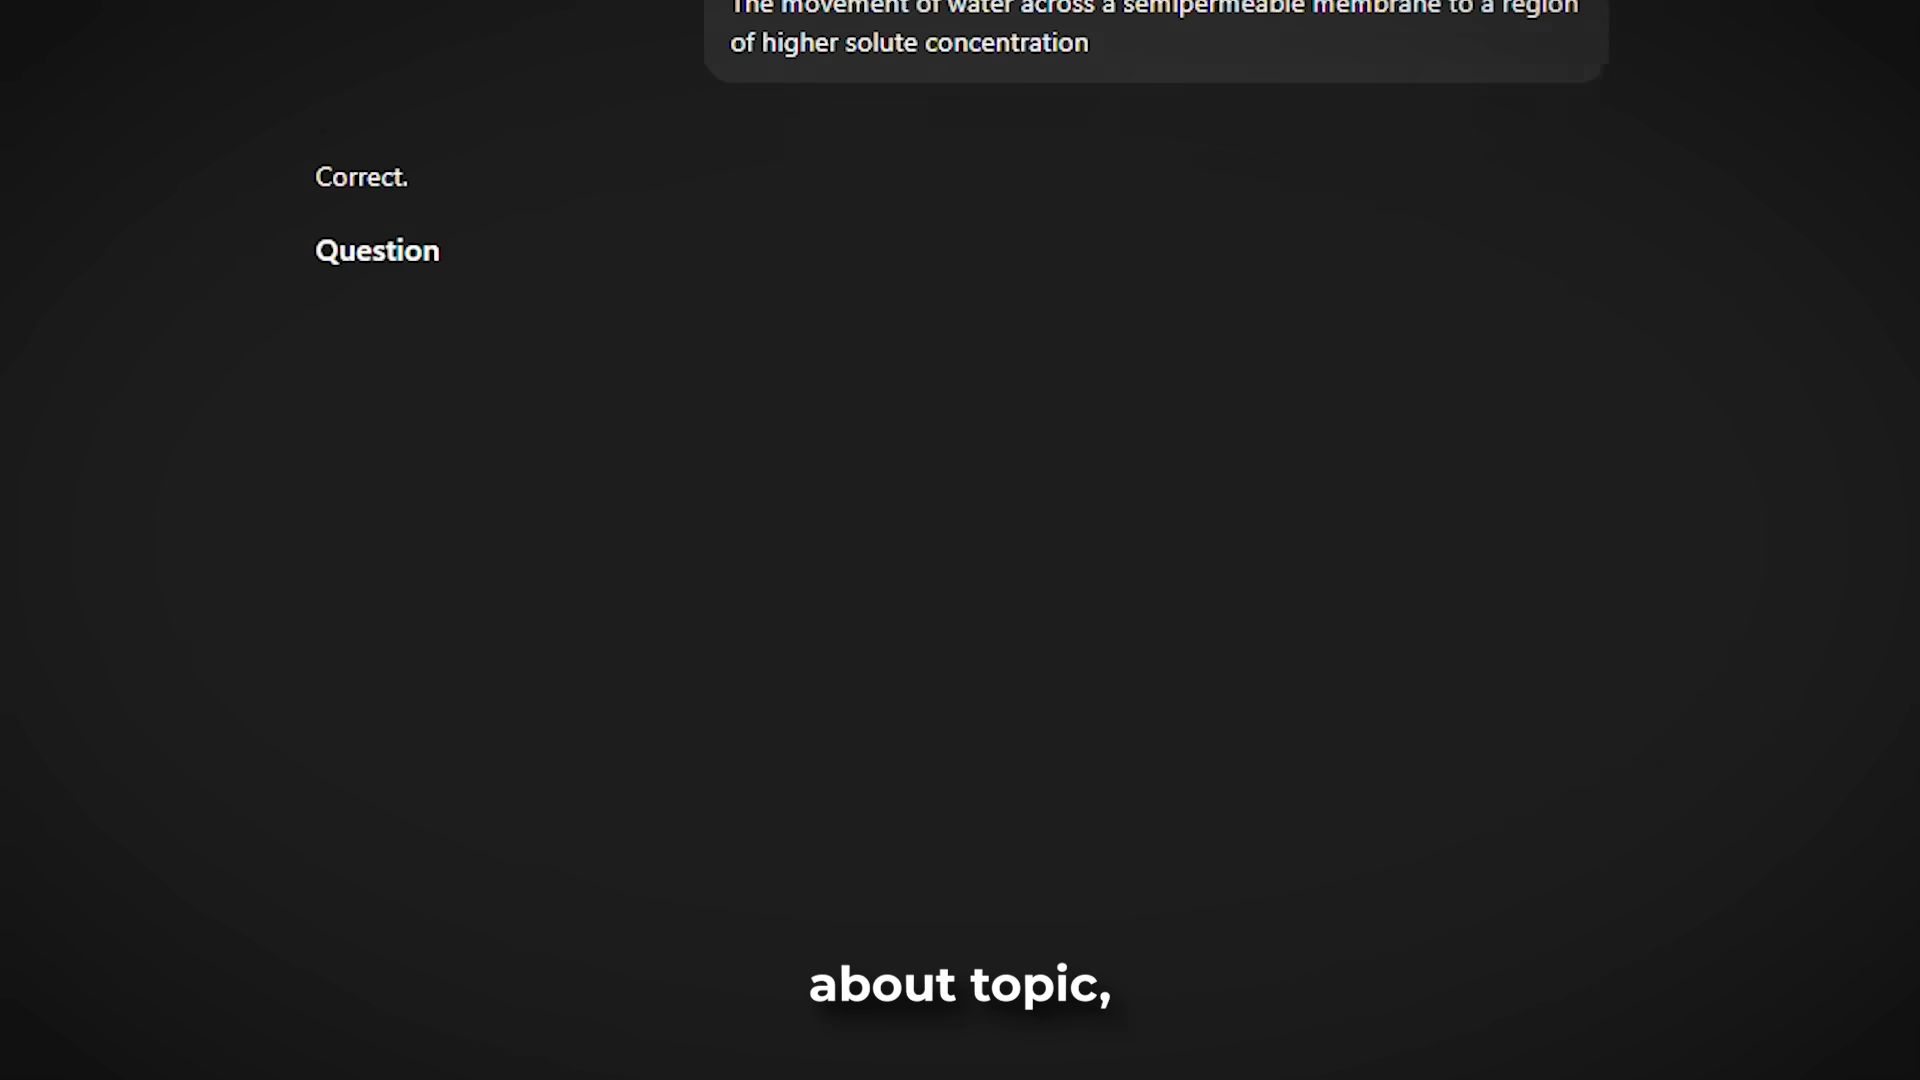 The movement of water across a semipermeable membrane to a region
of higher solute concentration
Correct.
Question
about topic,